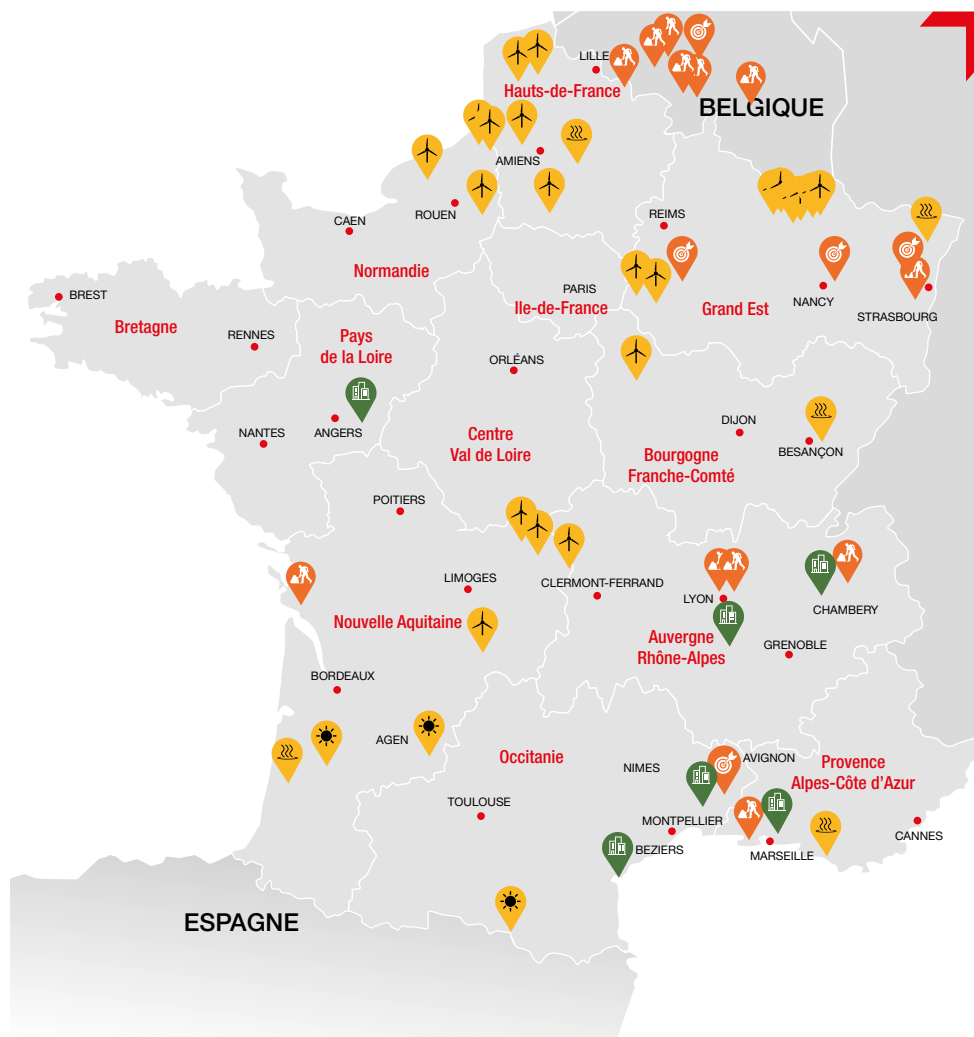 LILLE
Hauts-de-France
BELGIQUE
AMIENS
ROUEN
CAEN
REIMS
Normandie
PARIS
Ile-de-France
Grand Est
NANCY
STRASBOURG
BREST
Bretagne
RENNES
Pays
de la Loire
ORLÉANS
ANGERS
NANTES
Centre
Val de Loire
DIJON
BESANÇON
Bourgogne
Franche-Comté
POITIERS
LIMOGES
CLERMONT-FERRAND
LYON
CHAMBERY
Nouvelle Aquitaine
Auvergne
Rhône-Alpes
GRENOBLE
BORDEAUX
AGEN
Occitanie
NIMES
AVIGNON
Provence
Alpes-Côte d'Azur
TOULOUSE
MONTPELLIER
BEZIERS
MARSEILLE
CANNES
ESPAGNE